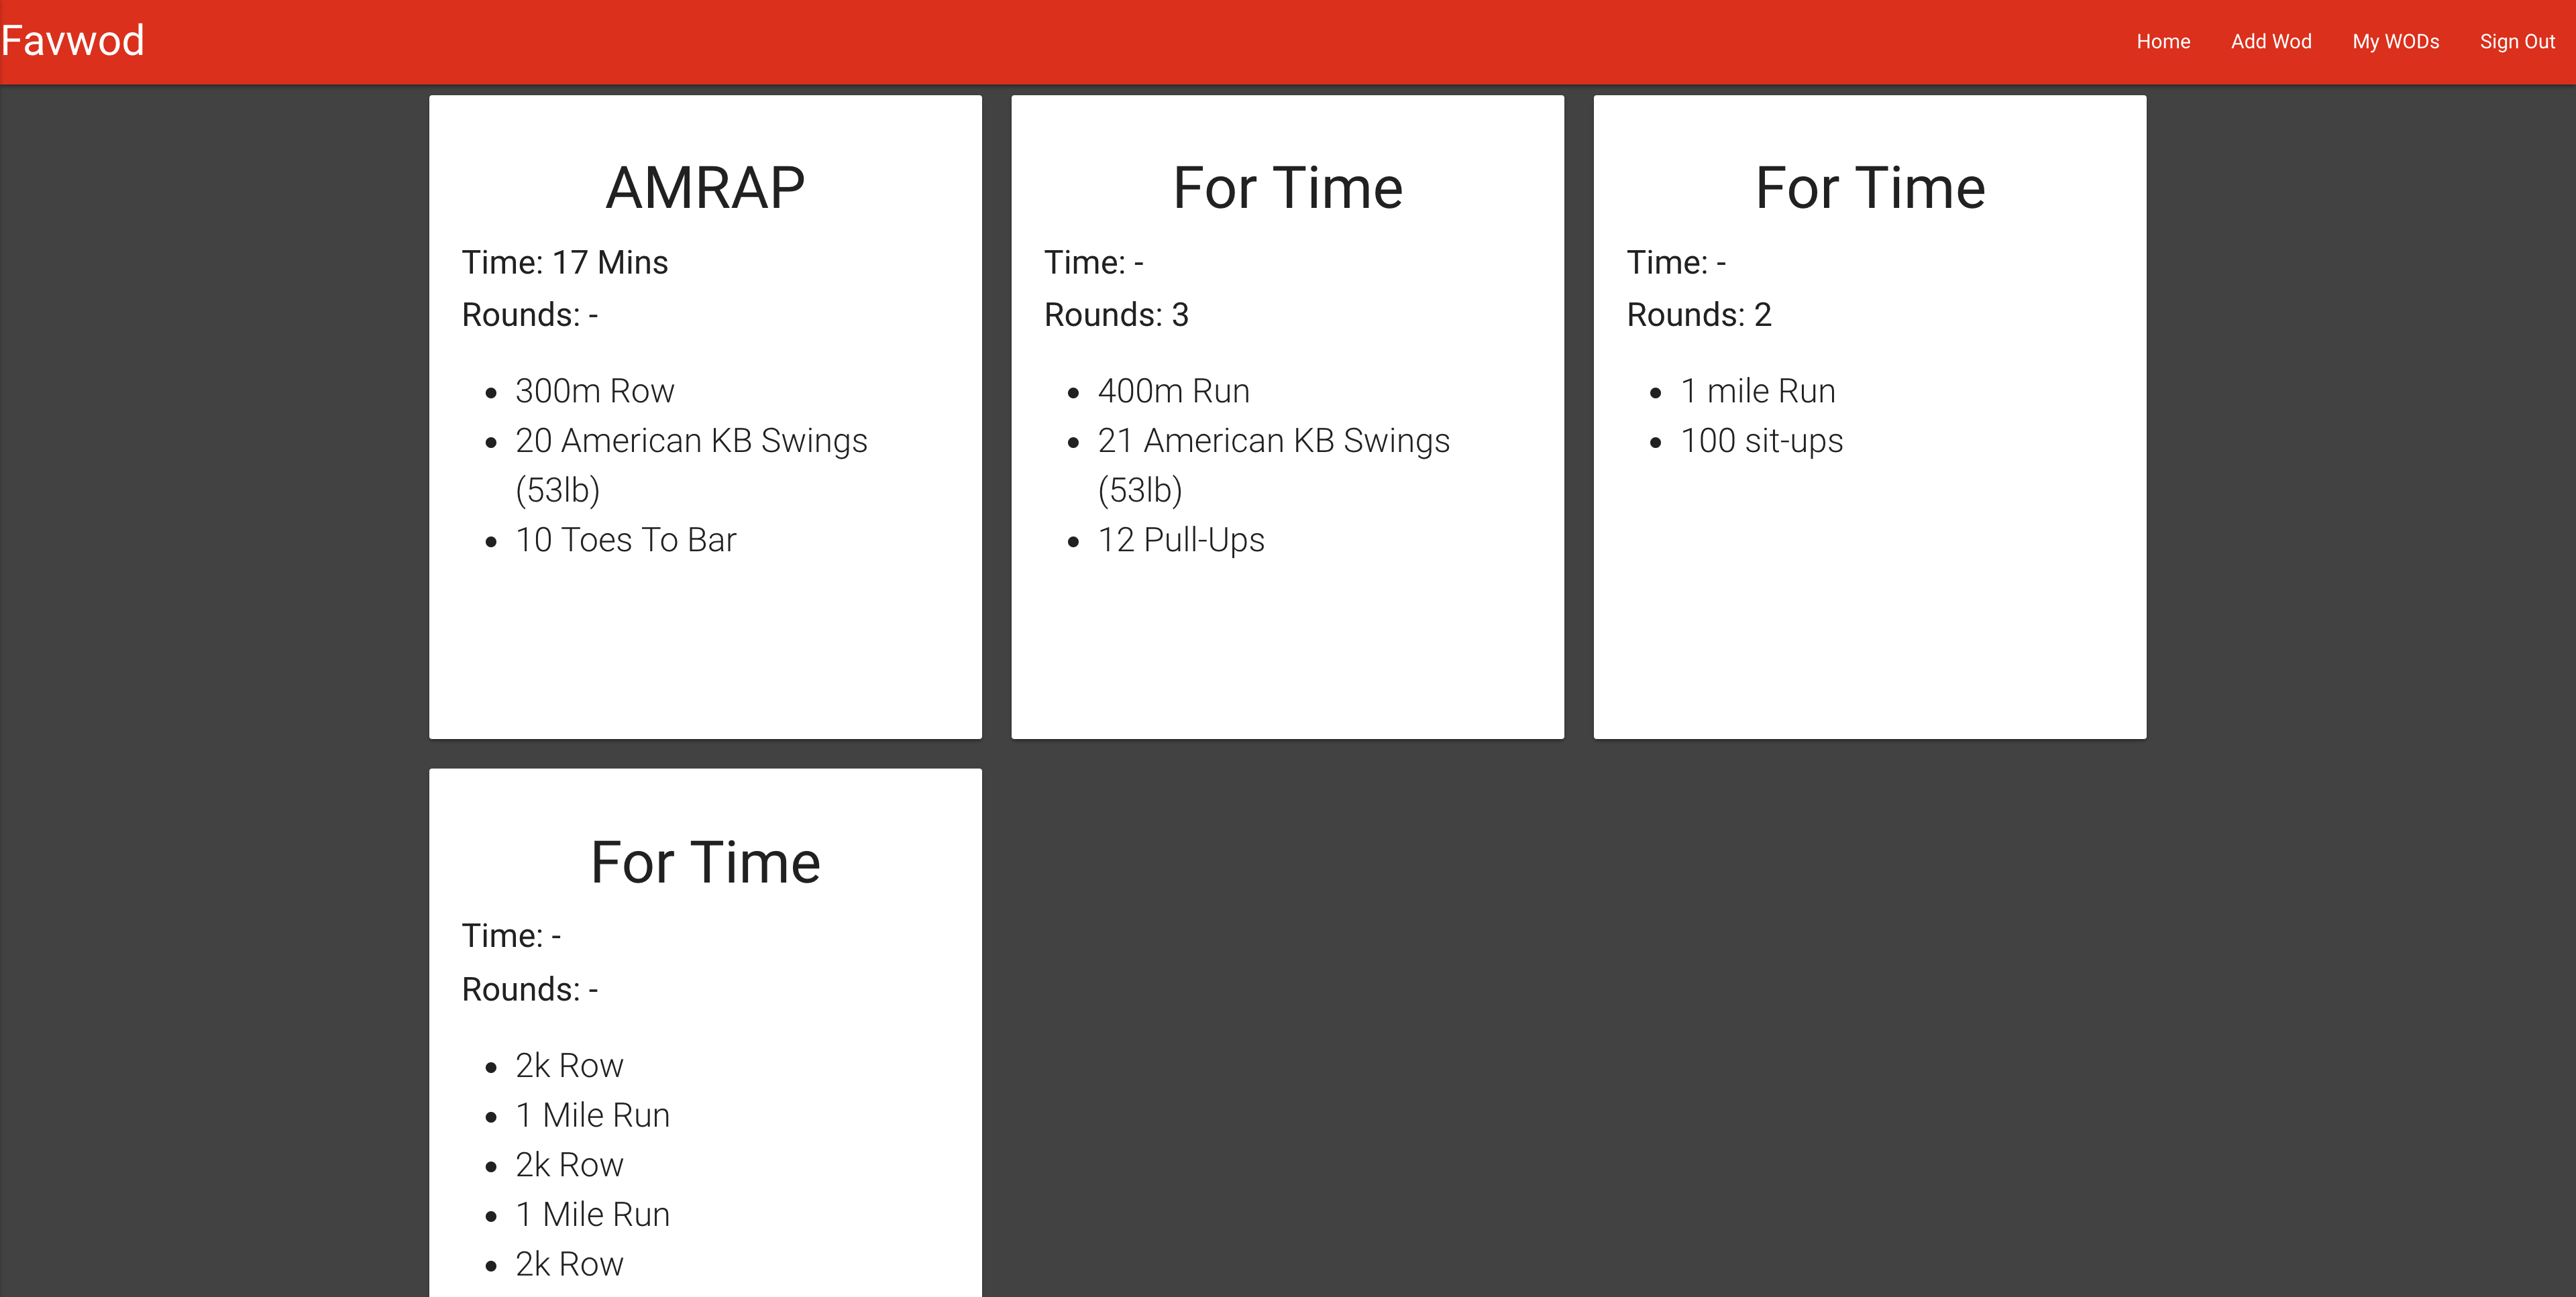 Favwod
Home Add Wod My WODs Sign Out
AMRAP
Time: 17 Mins
Rounds: -
300m Row
20 American KB Swings
(53lb)
10 Toes To Bar
For Time
Time: -
Rounds: 3
400m Run
21 American KB Swings
(53lb)
12 Pull-Ups
For Time
Time: -
Rounds: 2
1 mile Run
100 sit-ups
For Time
Time: -
Rounds: -
2k Row
1 Mile Run
2k Row
1 Mile Run
2k Row